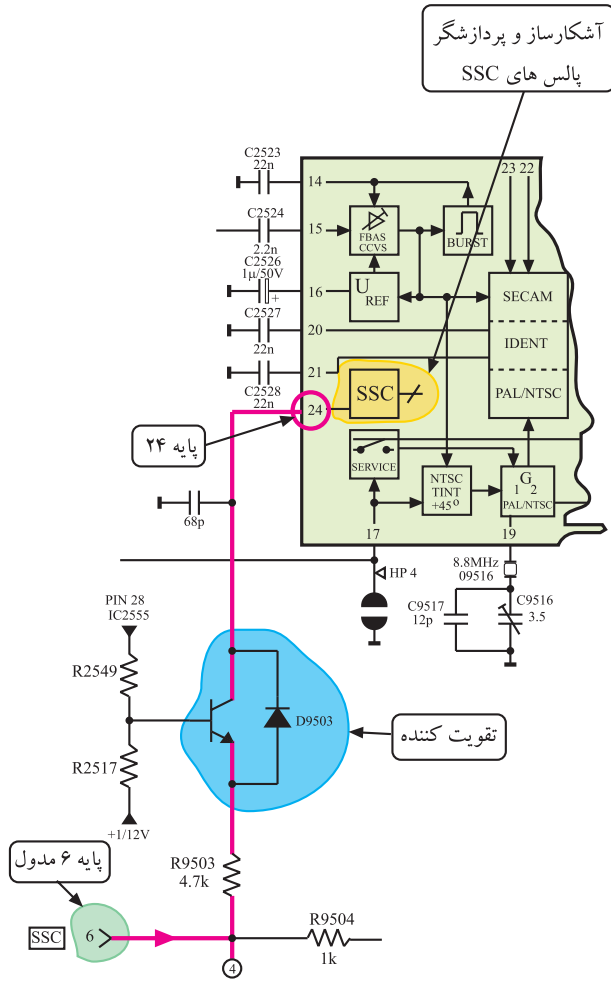 آشکارساز و پردازشگر
پالس های SSC
C2523
22n
14
23 22
C2524
2.2n
15
FBAS
CCVS
BURST
C2526
1µ/50V
+
16
U REF
SECAM
C2527
22n
20
IDENT
C2528
22n
21
PAL/NTSC
24
SSC
پایه ۲۴
SERVICE
NTSC
TINT
+45°
G
1 2
PAL/NTSC
68p
17
19
HP 4
8.8MHz
09516
C9517
12p
C9516
3.5
PIN 28
IC2555
R2549
D9503
تقویت کننده
R2517
+1/12V
پایه ۶ مدول
R9503
4.7k
SSC
6
R9504
1k
4